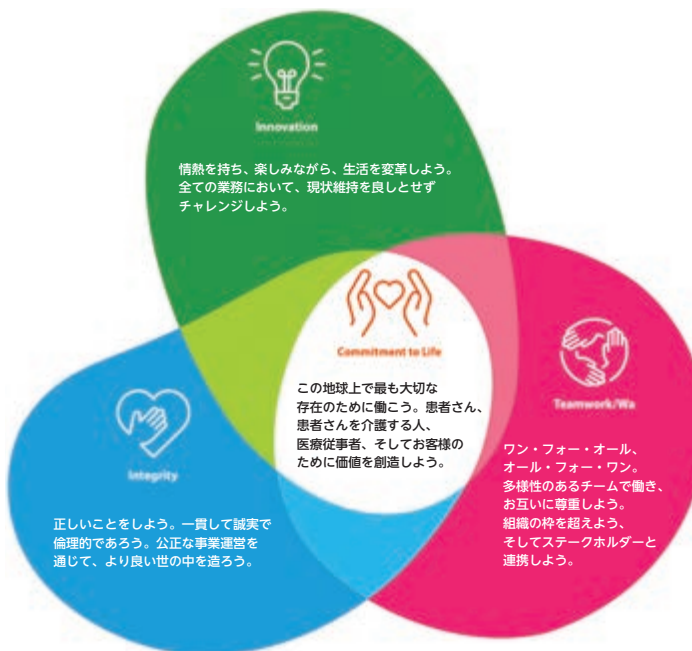 Innovation
情熱を持ち、楽しみながら、生活を変革しよう。
全ての業務において、現状維持を良しとせず
チャレンジしよう。
Commitment to Life
この地球上で最も大切な
存在のために働こう。患者さん、
患者さんを介護する人、
医療従事者、そしてお客様の
ために価値を創造しよう。
Integrity
正しいことをしよう。一貫して誠実で
倫理的であろう。公正な事業運営を
通じて、より良い世の中を造ろう。
Teamwork/Wa
ワン・フォー・オール、
オール・フォー・ワン。
多様性のあるチームで働き、
お互いに尊重しよう。
組織の枠を超えよう、
そしてステークホルダーと
連携しよう。